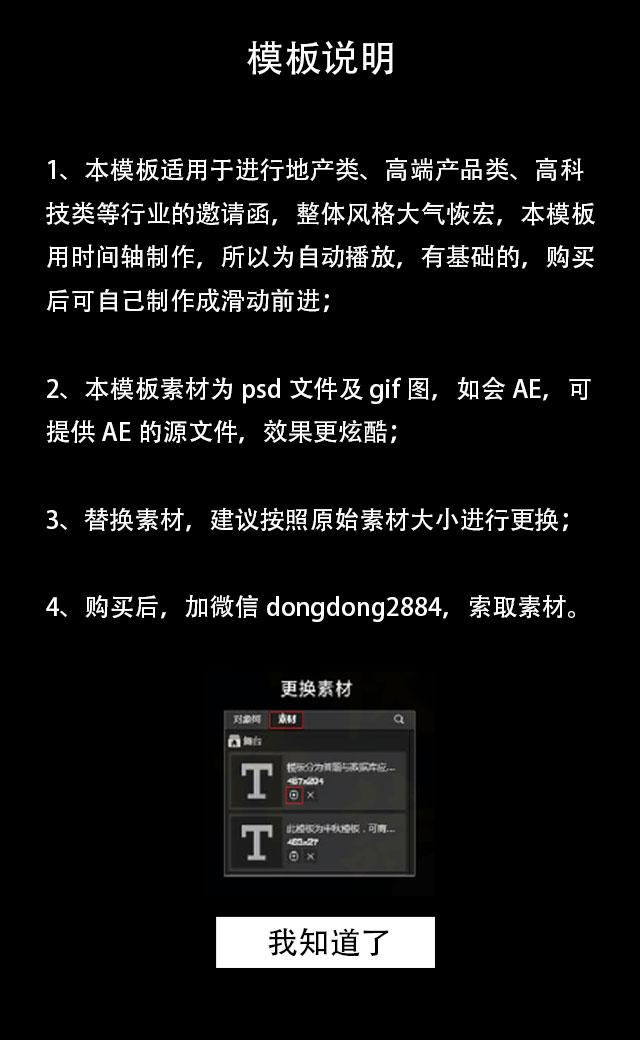 模板说明
1、本模板适用于进行地产类、高端产品类、高科
技类等行业的邀请函，整体风格大气恢宏，本模板
用时间轴制作，所以为自动播放，有基础的，购买
后可自己制作成滑动前进；
2、本模板素材为 psd 文件及 gif 图，如会 AE，可
提供 AE 的源文件，效果更炫酷；
3、替换素材，建议按照原始素材大小进行更换；
4、购买后，加微信 dongdong2884，索取素材。
更换素材
对象树 素材
舞台
模板分为首题与数据库应...
487x204
此模板为中秋模板，可商...
463x27
我知道了